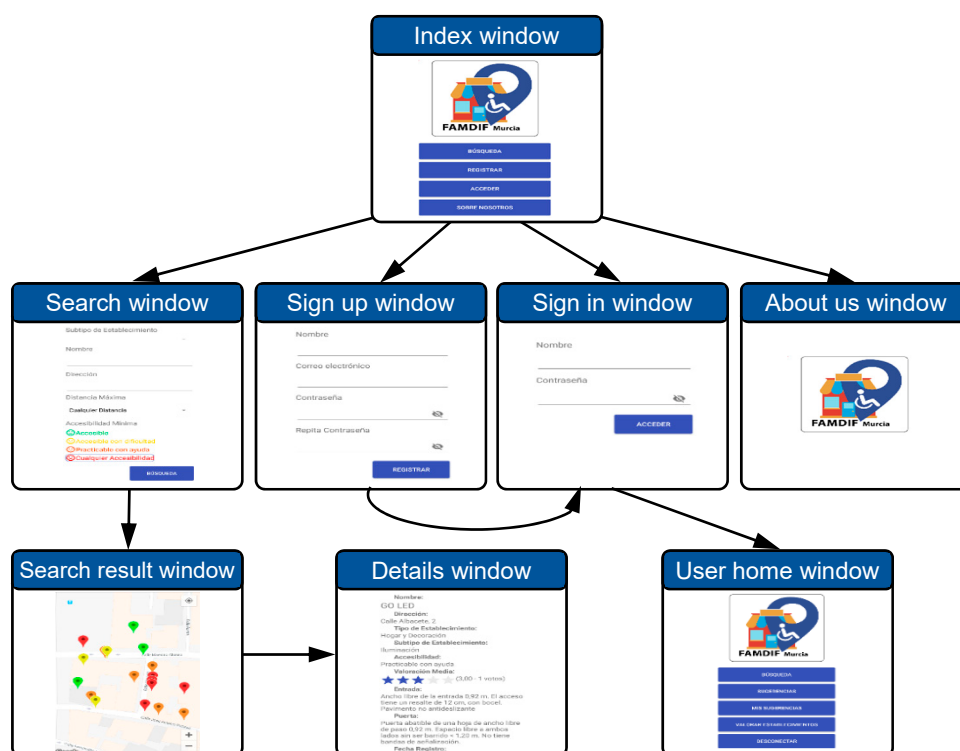 Index window
FAMDIF Murcia
BÚSQUEDA
REGISTRAR
ACCEDER
SOBRE NOSOTROS
Search window
Subtipo de Establecimiento
Nombre
Dirección
Distancia Máxima
Cualquier Distancia
Accesibilidad Mínima
Accesible
Accesible con dificultad
Practicable con ayuda
Cualquier Accesibilidad
BÚSQUEDA
Sign up window
Nombre
Correo electrónico
Contraseña
Repita Contraseña
REGISTRAR
Sign in window
Nombre
Contraseña
ACCEDER
About us window
FAMDIF Murcia
Search result window
Details window
Nombre:
GO LED
Dirección:
Calle Albacete, 2
Tipo de Establecimiento:
Hogar y Decoración
Subtipo de Establecimiento:
Iluminación
Accesibilidad:
Practicable con ayuda
Valoración Media:
(3,00 - 1 votos)
Entrada:
Ancho libre de la entrada 0,92 m. El acceso
tiene un resalte de 12 cm, con bocel.
Pavimento no antideslizante
Puerta:
Puerta abatible de una hoja de ancho libre
de paso 0,92 m. Espacio libre a ambos
lados sin ser barrido < 1,20 m. No tiene
bandas de señalización.
Fecha Registro:
User home window
FAMDIF Murcia
BÚSQUEDA
SUGERENCIAS
MIS SUGERENCIAS
VALORAR ESTABLECIMIENTOS
DESCONECTAR